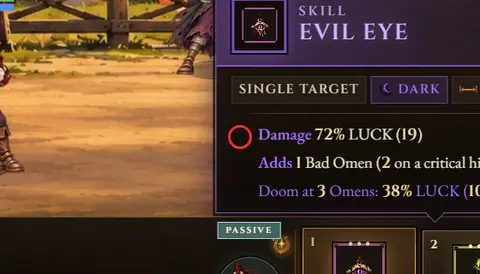 SKILL
EVIL EYE
SINGLE TARGET
DARK
Damage 72% LUCK (19)
Adds 1 Bad Omen (2 on a critical hi
Doom at 3 Omens: 38% LUCK (10
PASSIVE
1
2